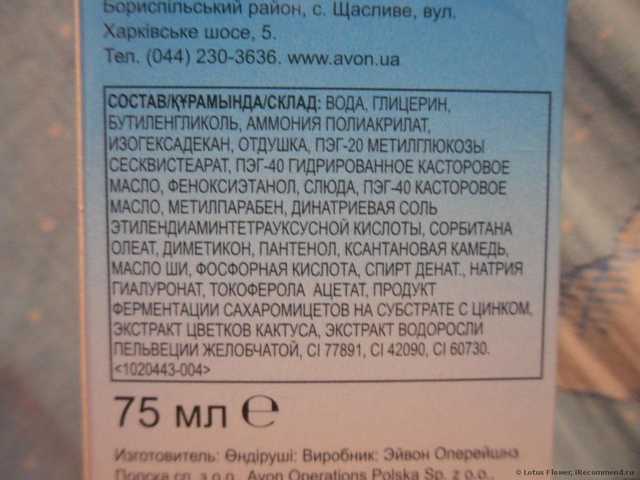 Бориспільський район, с. Щасливе, вул.
Харківське шосе, 5.
Тел. (044) 230-3636. www.avon.ua
СОСТАВ/ҚҰРАМЫНДА/СКЛАД: ВОДА, ГЛИЦЕРИН,
БУТИЛЕНГЛИКОЛЬ, АММОНИЯ ПОЛИАКРИЛАТ,
ИЗОГЕКСАДЕКАН, ОТДУШКА, ПЭГ-20 МЕТИЛГЛЮКОЗЫ
СЕСКВИСТЕАРАТ, ПЭГ-40 ГИДРИРОВАННОЕ КАСТОРОВОЕ
МАСЛО, ФЕНОКСИЭТАНОЛ, СЛЮДА, ПЭГ-40 КАСТОРОВОЕ
МАСЛО, МЕТИЛПАРАБЕН, ДИНАТРИЕВАЯ СОЛЬ
ЭТИЛЕНДИАМИНТЕТРАУКСУСНОЙ КИСЛОТЫ, СОРБИТАНА
ОЛЕАТ, ДИМЕТИКОН, ПАНТЕНОЛ, КСАНТАНОВАЯ КАМЕДЬ,
МАСЛО ШИ, ФОСФОРНАЯ КИСЛОТА, СПИРТ ДЕНАТ., НАТРИЯ
ГИАЛУРОНАТ, ТОКОФЕРОЛА АЦЕТАТ, ПРОДУКТ
ФЕРМЕНТАЦИИ САХАРОМИЦЕТОВ НА СУБСТРАТЕ С ЦИНКОМ,
ЭКСТРАКТ ЦВЕТКОВ КАКТУСА, ЭКСТРАКТ ВОДОРОСЛИ
ПЕЛЬВЕЦИИ ЖЕЛОБЧАТОЙ, CI 77891, CI 42090, CI 60730.
<1020443-004>
75 мл ℮
Изготовитель: Өндіруші: Виробник: Эйвон Оперейшнз
Полска сп. з о.о., Avon Operations Polska Sp. z o.o.,
© Lotus Flower, iRecommend.ru